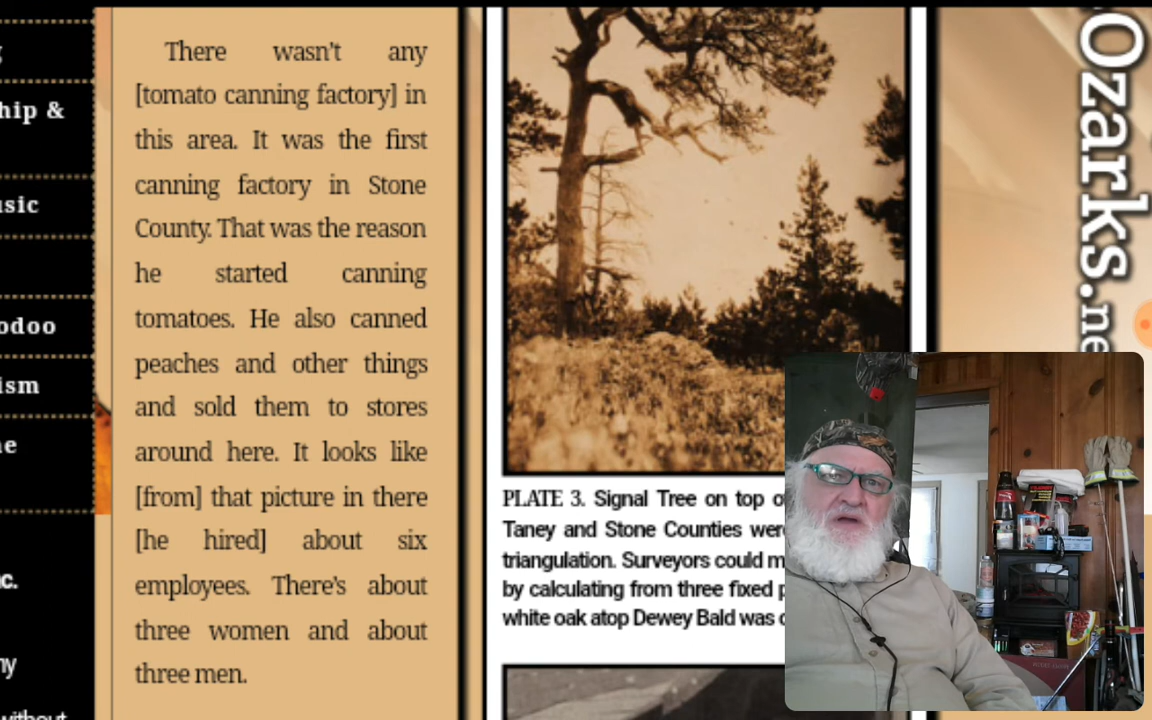 hip &
sic
odoo
ism
e
c.
ny
without
There wasn't any
[tomato canning factory] in
this area. It was the first
canning factory in Stone
County. That was the reason
he started canning
tomatoes. He also canned
peaches and other things
and sold them to stores
around here. It looks like
[from] that picture in there
[he hired] about six
employees. There's about
three women and about
three men.
PLATE 3. Signal Tree on top o
Taney and Stone Counties were
triangulation. Surveyors could m
by calculating from three fixed p
white oak atop Dewey Bald was
Ozarks.ne